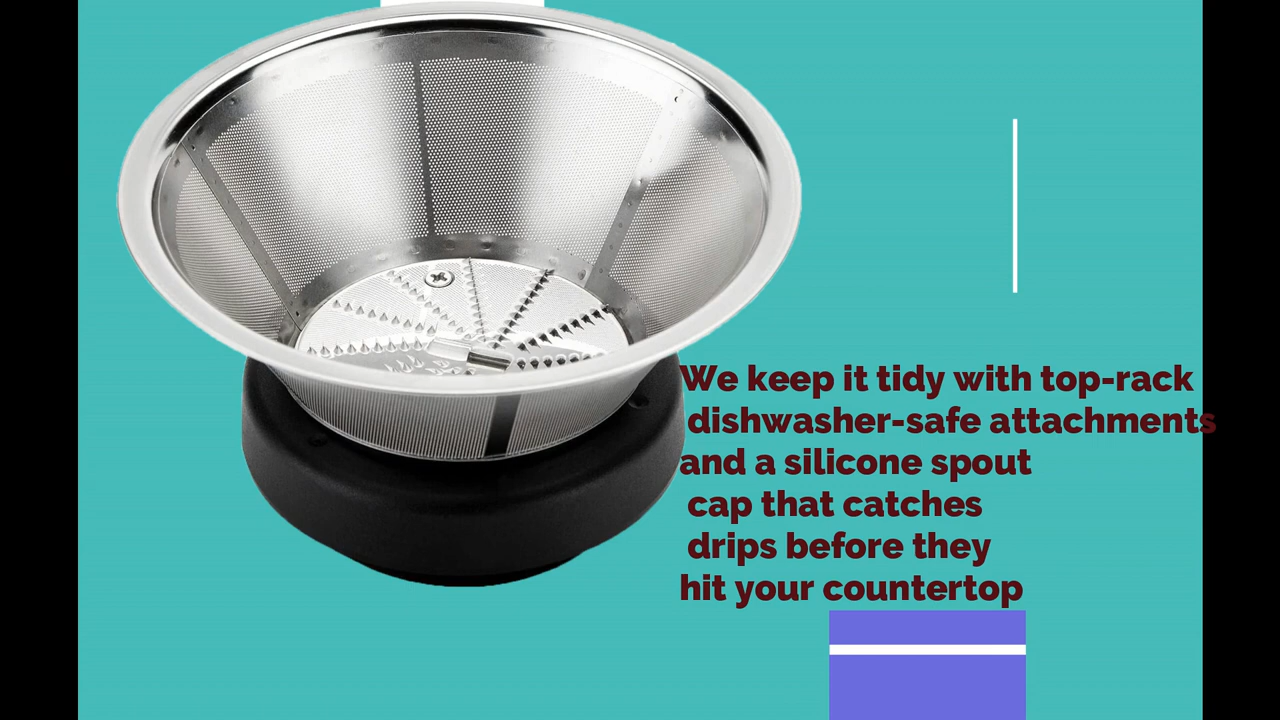 We keep it tidy with top-rack
dishwasher-safe attachments
and a silicone spout
cap that catches
drips before they
hit your countertop